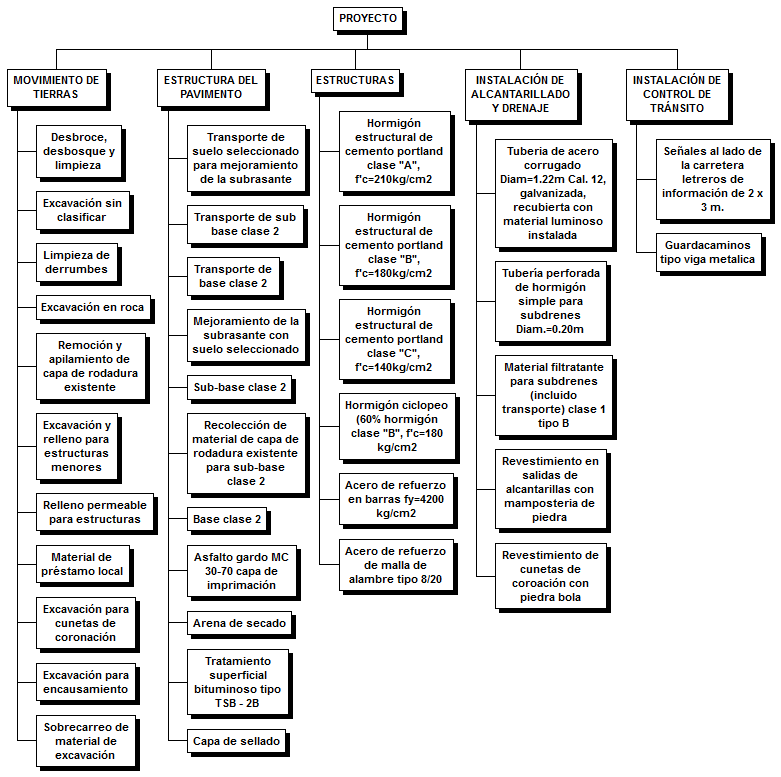 PROYECTO
MOVIMIENTO DE
TIERRAS
Desbroce,
desbosque y
limpieza
Excavación sin
clasificar
Limpieza de
derrumbes
Excavación en roca
Remoción y
apilamiento de
capa de rodadura
existente
Excavación y
relleno para
estructuras
menores
Relleno permeable
para estructuras
Material de
préstamo local
Excavación para
cunetas de
coronación
Excavación para
encausamiento
Sobrecarreo de
material de
excavación
ESTRUCTURA DEL
PAVIMENTO
Transporte de
suelo seleccionado
para mejoramiento
de la subrasante
Transporte de sub
base clase 2
Transporte de
base clase 2
Mejoramiento de la
subrasante con
suelo seleccionado
Sub-base clase 2
Recolección de
material de capa de
rodadura existente
para sub-base
clase 2
Base clase 2
Asfalto gardo MC
30-70 capa de
imprimación
Arena de secado
Tratamiento
superficial
bituminoso tipo
TSB - 2B
Capa de sellado
ESTRUCTURAS
Hormigón
estructural de
cemento portland
clase "A",
f'c=210kg/cm2
Hormigón
estructural de
cemento portland
clase "B",
f'c=180kg/cm2
Hormigón
estructural de
cemento portland
clase "C",
f'c=140kg/cm2
Hormigón ciclopeo
(60% hormigón
clase "B", f'c=180
kg/cm2
Acero de refuerzo
en barras fy=4200
kg/cm2
Acero de refuerzo
de malla de
alambre tipo 8/20
INSTALACIÓN DE
ALCANTARILLADO
Y DRENAJE
Tuberia de acero
corrugado
Diam=1.22m Cal. 12,
galvanizada,
recubierta con
material luminoso
instalada
Tubería perforada
de hormigón
simple para
subdrenes
Diam.=0.20m
Material filtratante
para subdrenes
(incluido
transporte) clase 1
tipo B
Revestimiento en
salidas de
alcantarillas con
mamposteria de
piedra
Revestimiento de
cunetas de
coroación con
piedra bola
INSTALACIÓN DE
CONTROL DE
TRÁNSITO
Señales al lado de
la carretera
letreros de
información de 2 x
3 m.
Guardacaminos
tipo viga metalica